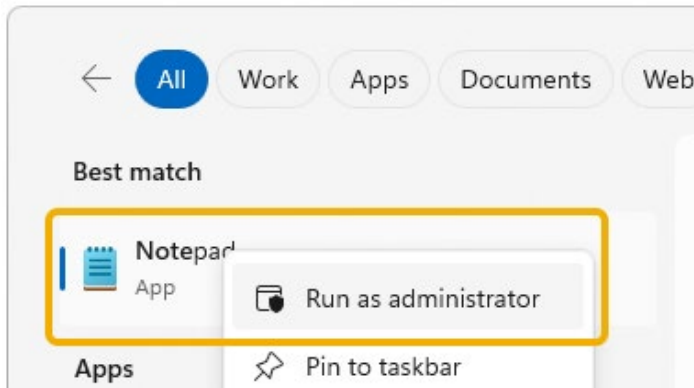 All Work Apps Documents Web
Best match
Notepad
App
Run as administrator
Apps
Pin to taskbar